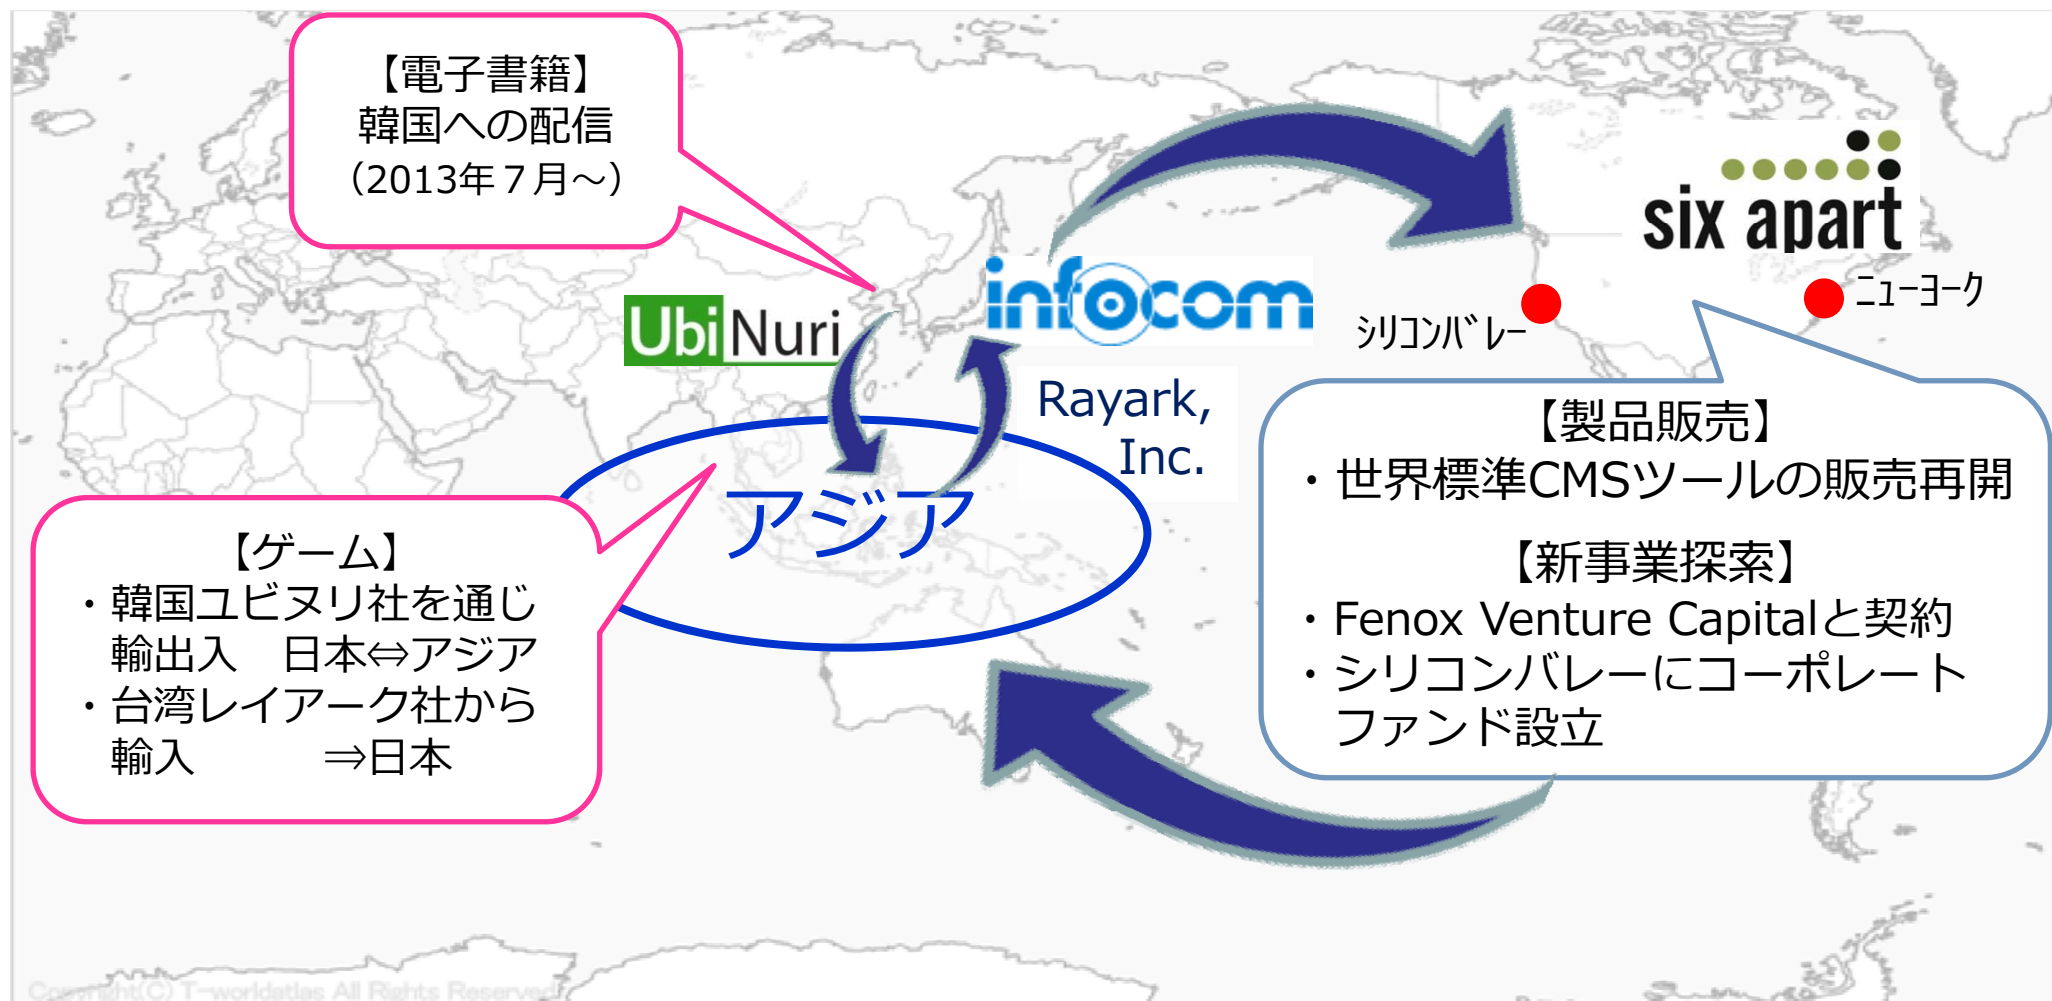 【電子書籍】
韓国への配信
（2013年７月～）
six apart
ﾆｭｰﾖｰｸ
ｼﾘｺﾝﾊﾞﾚｰ
infocom
UbiNuri
Rayark,
Inc.
アジア
【ゲーム】
・韓国ユビヌリ社を通じ
輸出入　日本⇔アジア
・台湾レイアーク社から
輸入　　　⇒日本
【製品販売】
・世界標準CMSツールの販売再開
【新事業探索】
・Fenox Venture Capitalと契約
・シリコンバレーにコーポレート
ファンド設立
Copyright(C) T-worldatlas All Rights Reserved